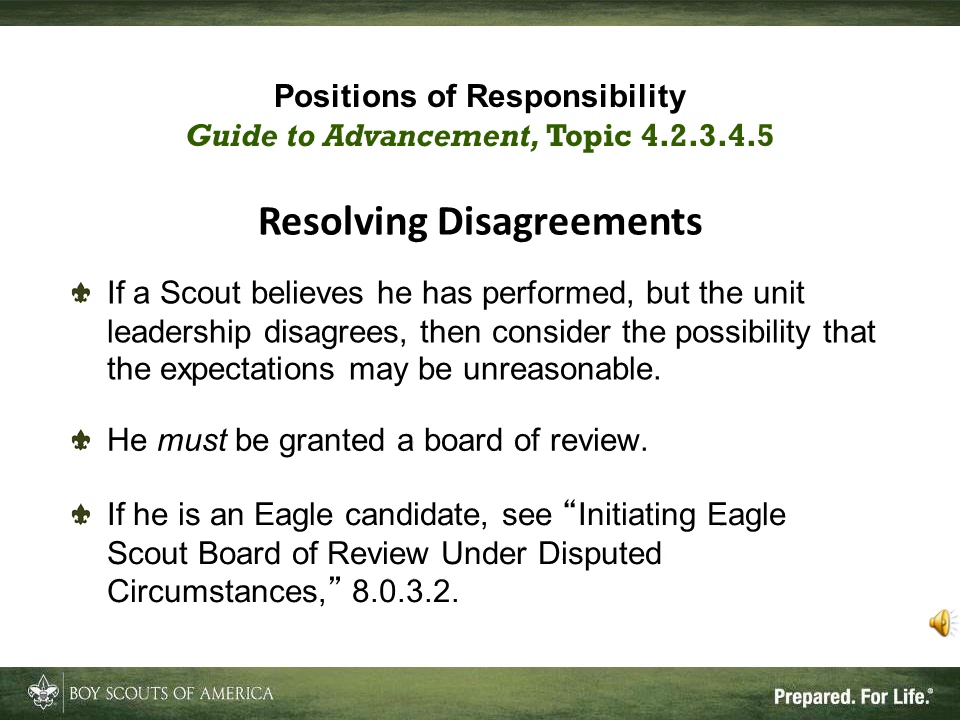 Positions of Responsibility
Guide to Advancement, Topic 4.2.3.4.5
Resolving Disagreements
If a Scout believes he has performed, but the unit
leadership disagrees, then consider the possibility that
the expectations may be unreasonable.
He must be granted a board of review.
If he is an Eagle candidate, see “Initiating Eagle
Scout Board of Review Under Disputed
Circumstances,” 8.0.3.2.
BOY SCOUTS OF AMERICA
Prepared. For Life.®